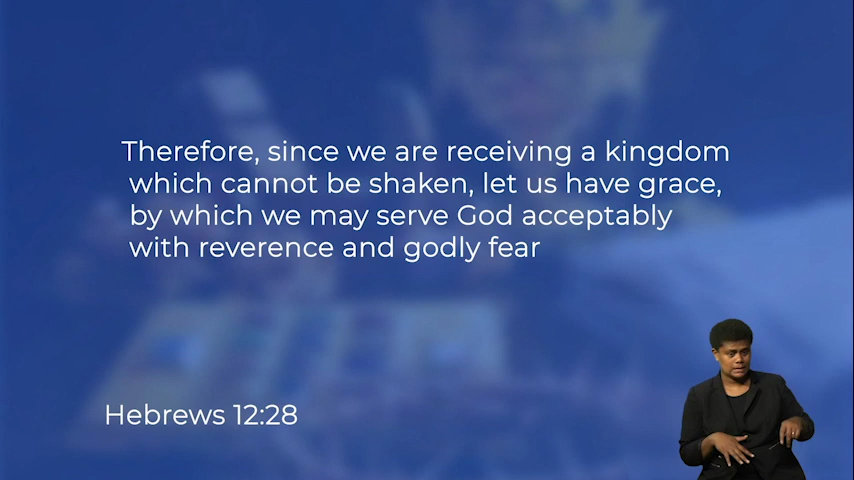 Therefore, since we are receiving a kingdom
which cannot be shaken, let us have grace,
by which we may serve God acceptably
with reverence and godly fear
Hebrews 12:28